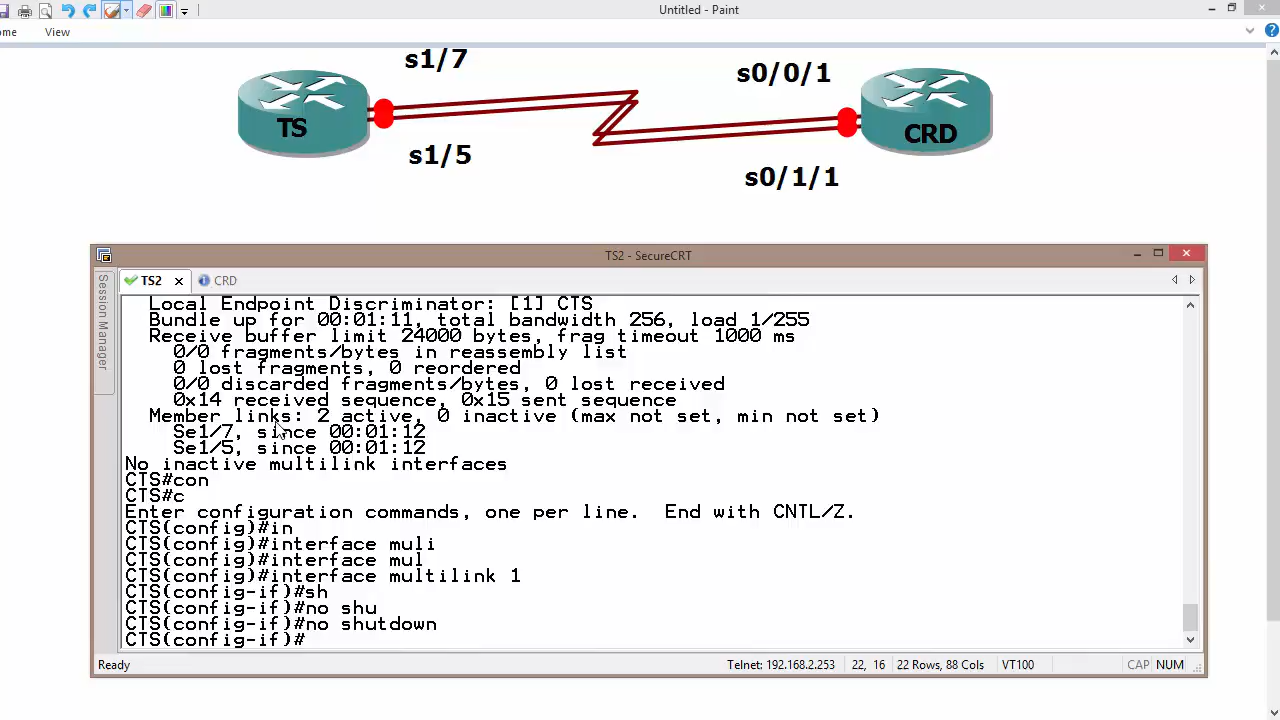 Untitled - Paint
ome
View
s1/7
s0/0/1
TS
CRD
s1/5
s0/1/1
TS2 - SecureCRT
TS2
CRD
Session Manager
Local Endpoint Discriminator: [1] CTS
Bundle up for 00:01:11, total bandwidth 256, load 1/255
Receive buffer limit 24000 bytes, frag timeout 1000 ms
0/0 fragments/bytes in reassembly list
0 lost fragments, 0 reordered
0/0 discarded fragments/bytes, 0 lost received
0x14 received sequence, 0x15 sent sequence
Member links: 2 active, 0 inactive (max not set, min not set)
Se1/7, since 00:01:12
Se1/5, since 00:01:12
No inactive multilink interfaces
CTS#con
CTS#c
Enter configuration commands, one per line.  End with CNTL/Z.
CTS(config)#in
CTS(config)#interface muli
CTS(config)#interface mul
CTS(config)#interface multilink 1
CTS(config-if)#sh
CTS(config-if)#no shu
CTS(config-if)#no shutdown
CTS(config-if)#
Ready
Telnet: 192.168.2.253
22, 16
22 Rows, 88 Cols
VT100
CAP
NUM